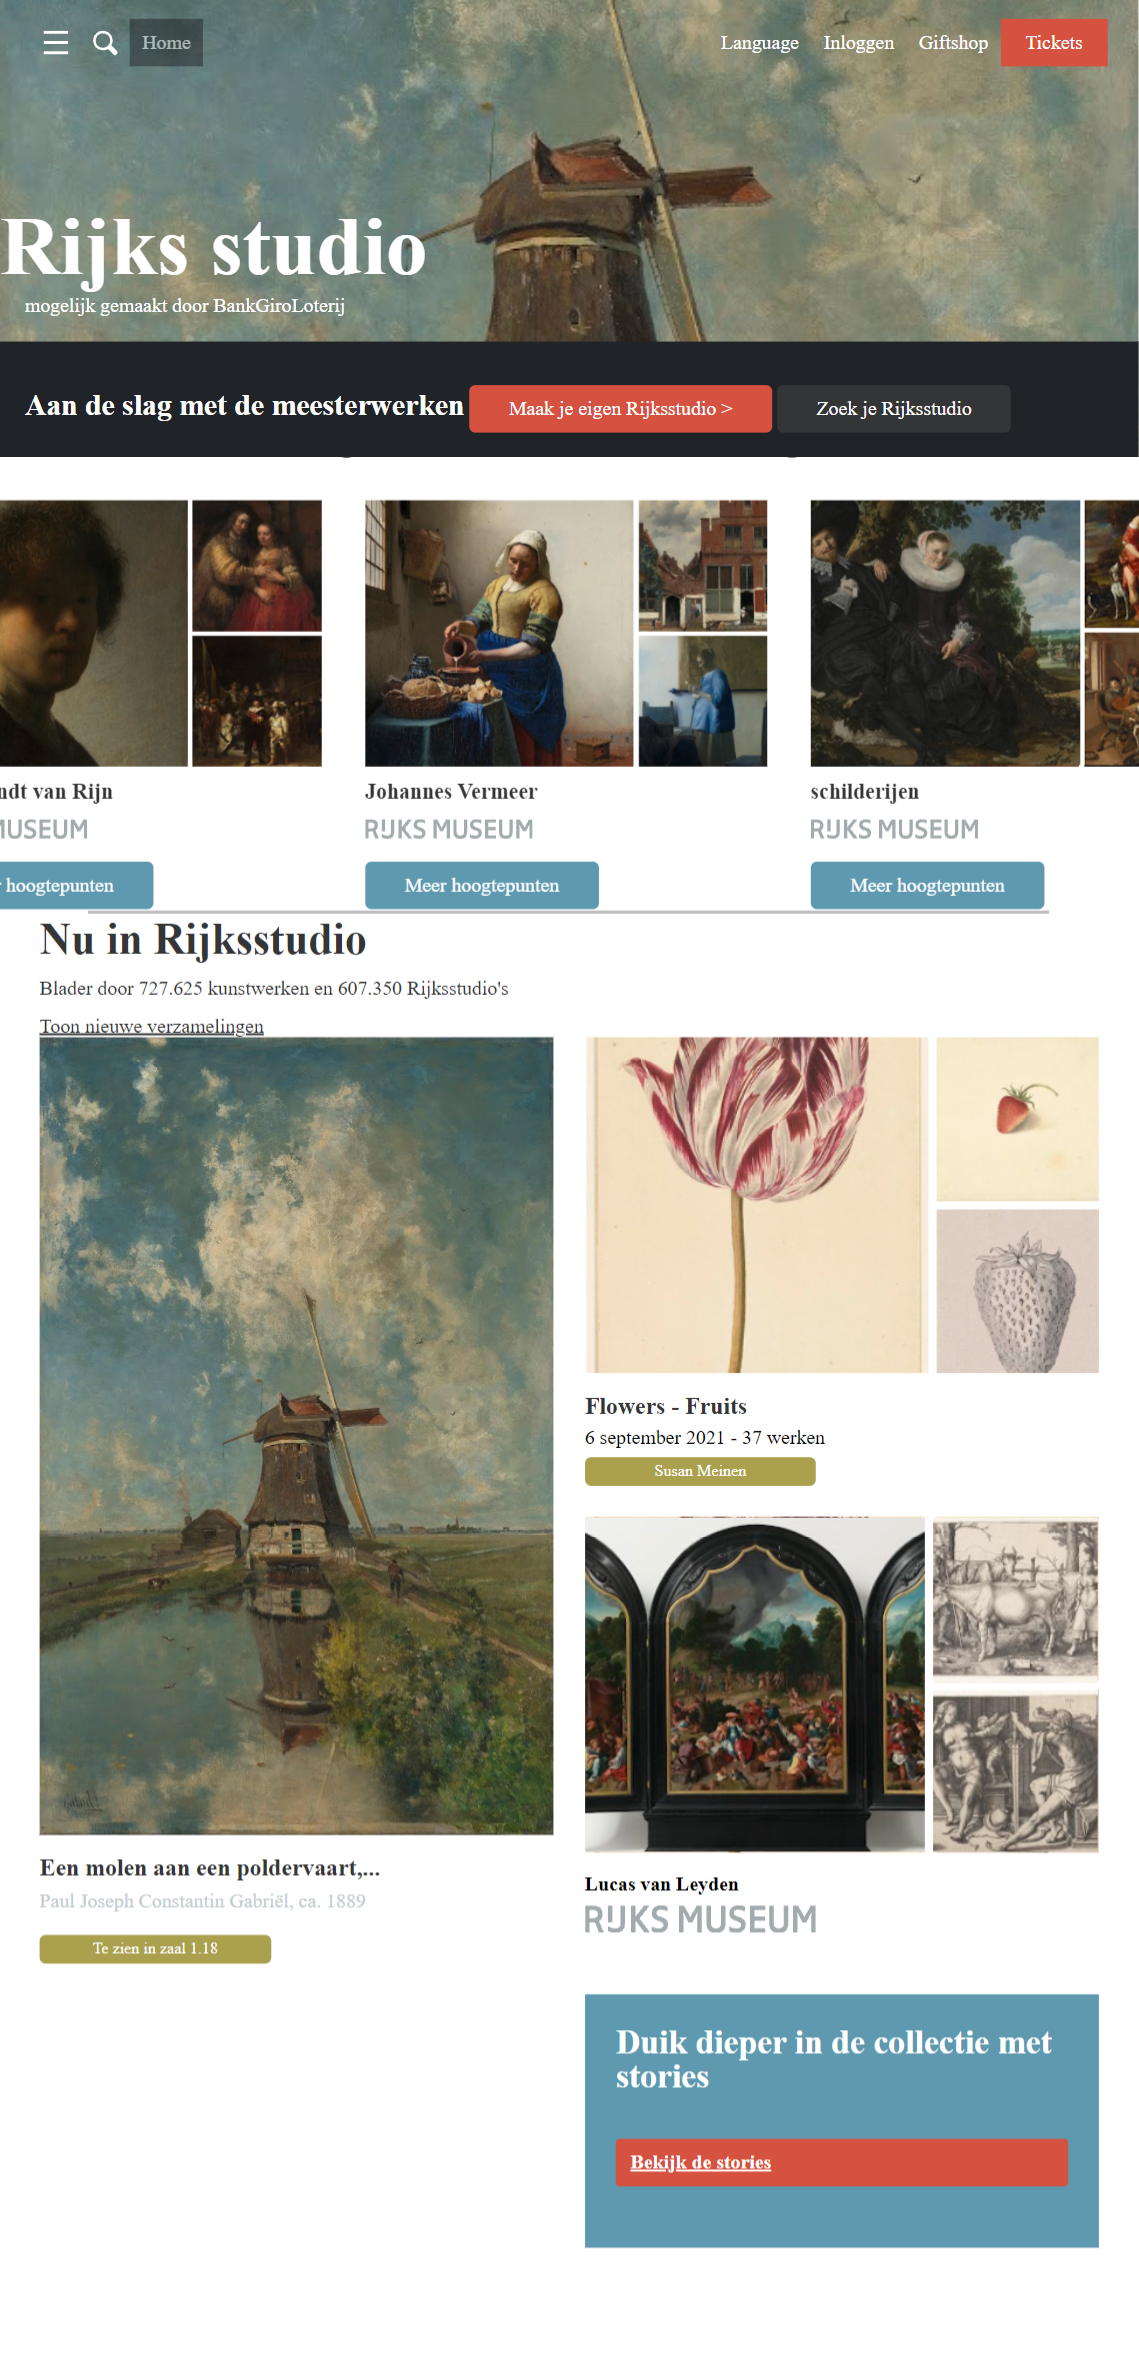 Home
Language Inloggen Giftshop Tickets
Rijks studio
mogelijk gemaakt door BankGiroLoterij
Aan de slag met de meesterwerken
Maak je eigen Rijksstudio >
Zoek je Rijksstudio
ndt van Rijn
MUSEUM
hoogtepunten
Johannes Vermeer
RIJKS MUSEUM
Meer hoogtepunten
schilderijen
RIJKS MUSEUM
Meer hoogtepunten
Nu in Rijksstudio
Blader door 727.625 kunstwerken en 607.350 Rijksstudio's
Toon nieuwe verzamelingen
Een molen aan een poldervaart,...
Paul Joseph Constantin Gabriël, ca. 1889
Te zien in zaal 1.18
Flowers - Fruits
6 september 2021 - 37 werken
Susan Meinen
Lucas van Leyden
RIJKS MUSEUM
Duik dieper in de collectie met
stories
Bekijk de stories